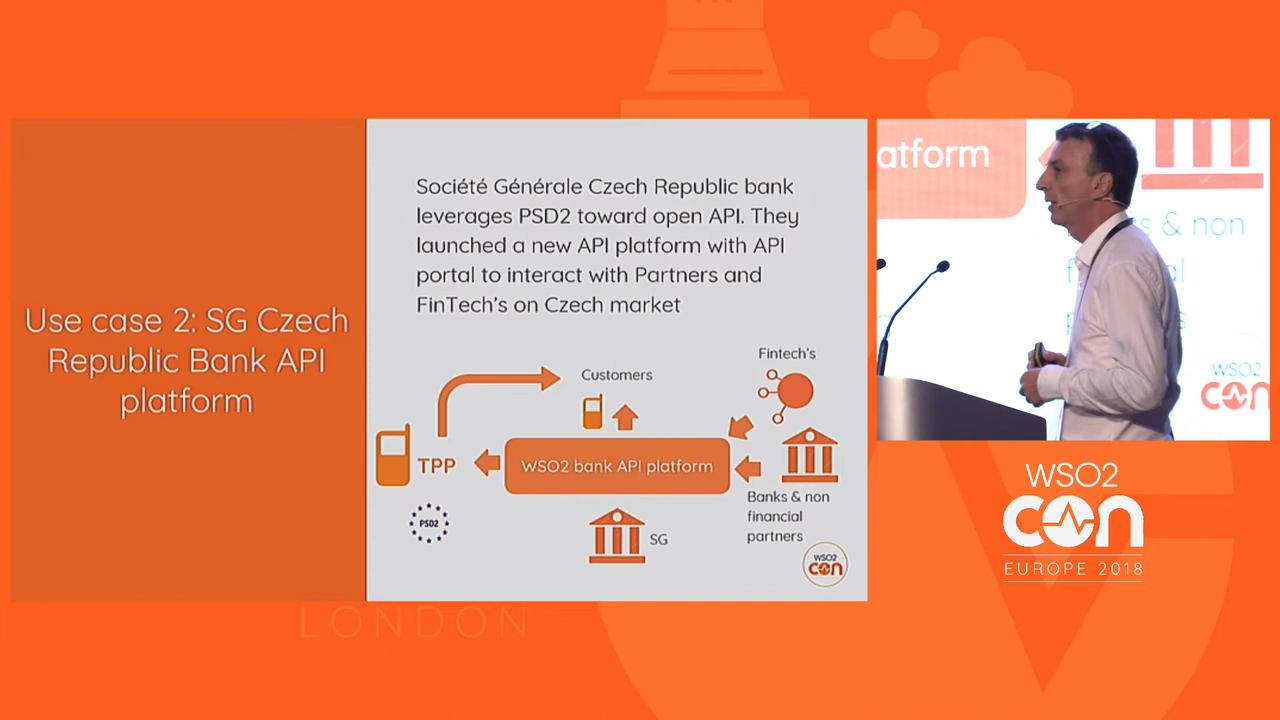 Use case 2: SG Czech
Republic Bank API
platform
Société Générale Czech Republic bank
leverages PSD2 toward open API. They
launched a new API platform with API
portal to interact with Partners and
FinTech's on Czech market
Customers
Fintech's
TPP
WSO2 bank API platform
Banks & non
financial
partners
PSD2
SG
WSO2
CON
atform
& non
WSO2
CON
WSO2
CON
EUROPE 2018
LONDON